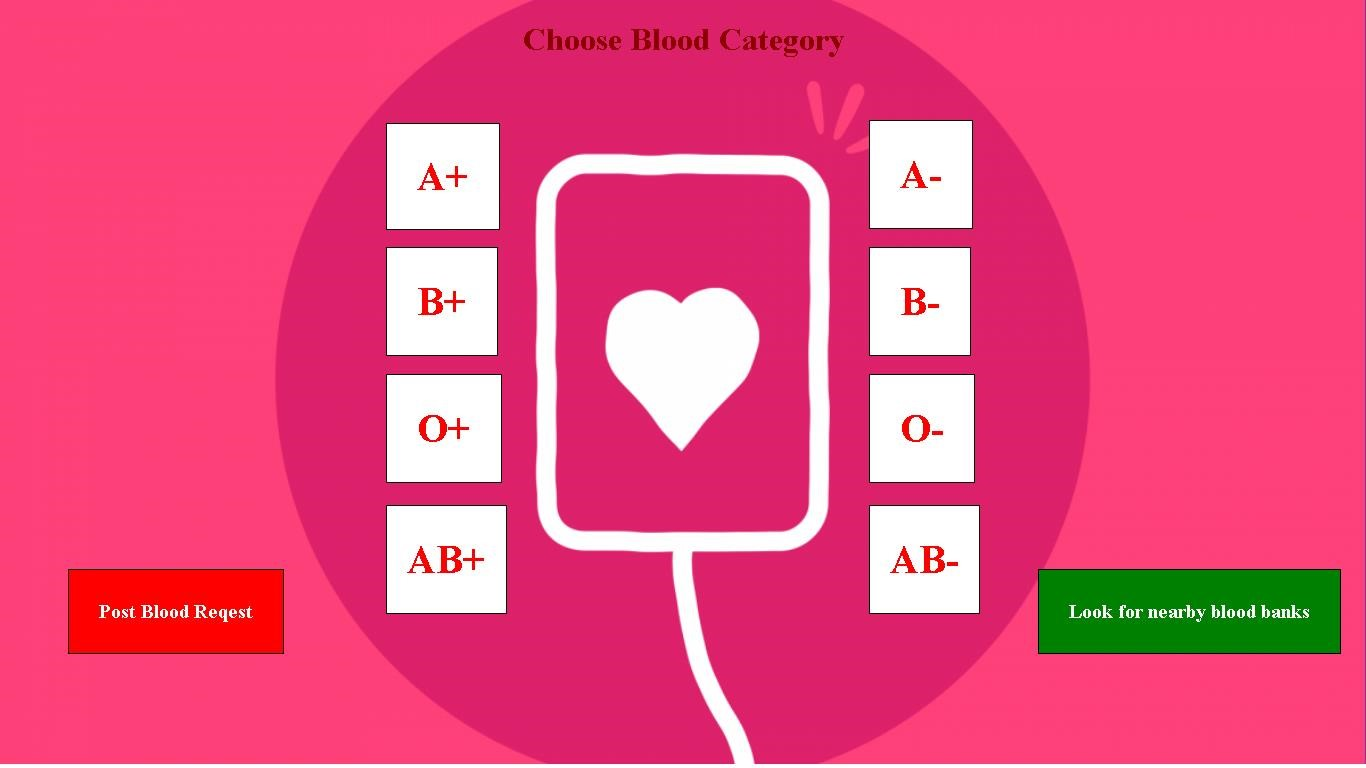 Choose Blood Category
A+
A-
B+
B-
O+
O-
AB+
AB-
Post Blood Reqest
Look for nearby blood banks